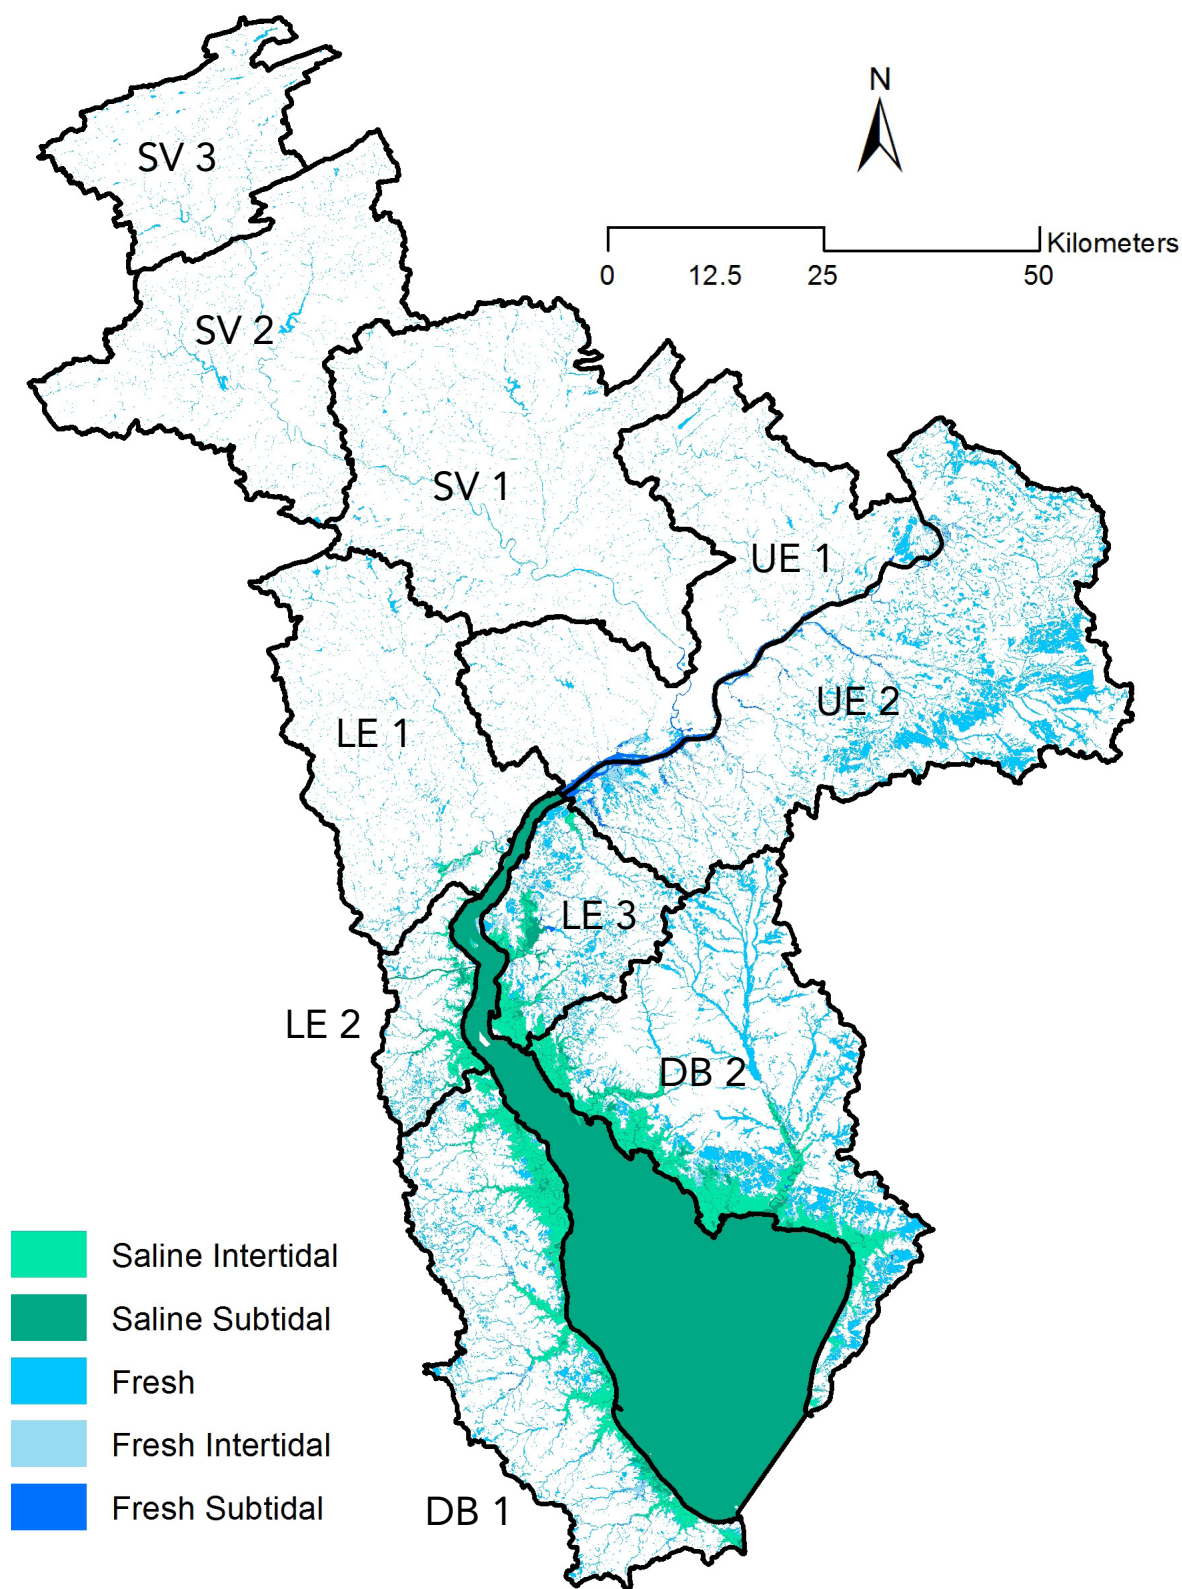 N
Kilometers
0 12.5 25 50
SV 3
SV 2
SV 1
UE 1
UE 2
LE 1
LE 3
LE 2
DB 2
DB 1
Saline Intertidal
Saline Subtidal
Fresh
Fresh Intertidal
Fresh Subtidal